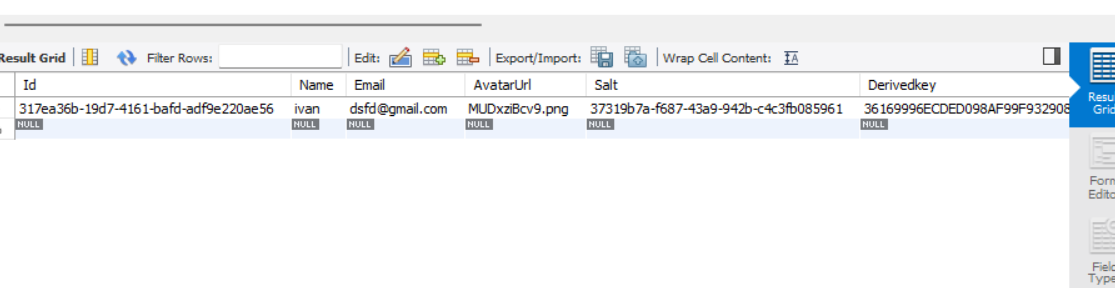 Result Grid Filter Rows: Edit: Export/Import: Wrap Cell Content:
Id Name Email AvatarUrl Salt Derivedkey
317ea36b-19d7-4161-bafd-adf9e220ae56 ivan dsfd@gmail.com MUDxziBcv9.png 37319b7a-f687-43a9-942b-c4c3fb085961 36169996ECDED098AF99F932908
NULL NULL NULL NULL NULL NULL
Resu
Grid
Form
Edito
Field
Type